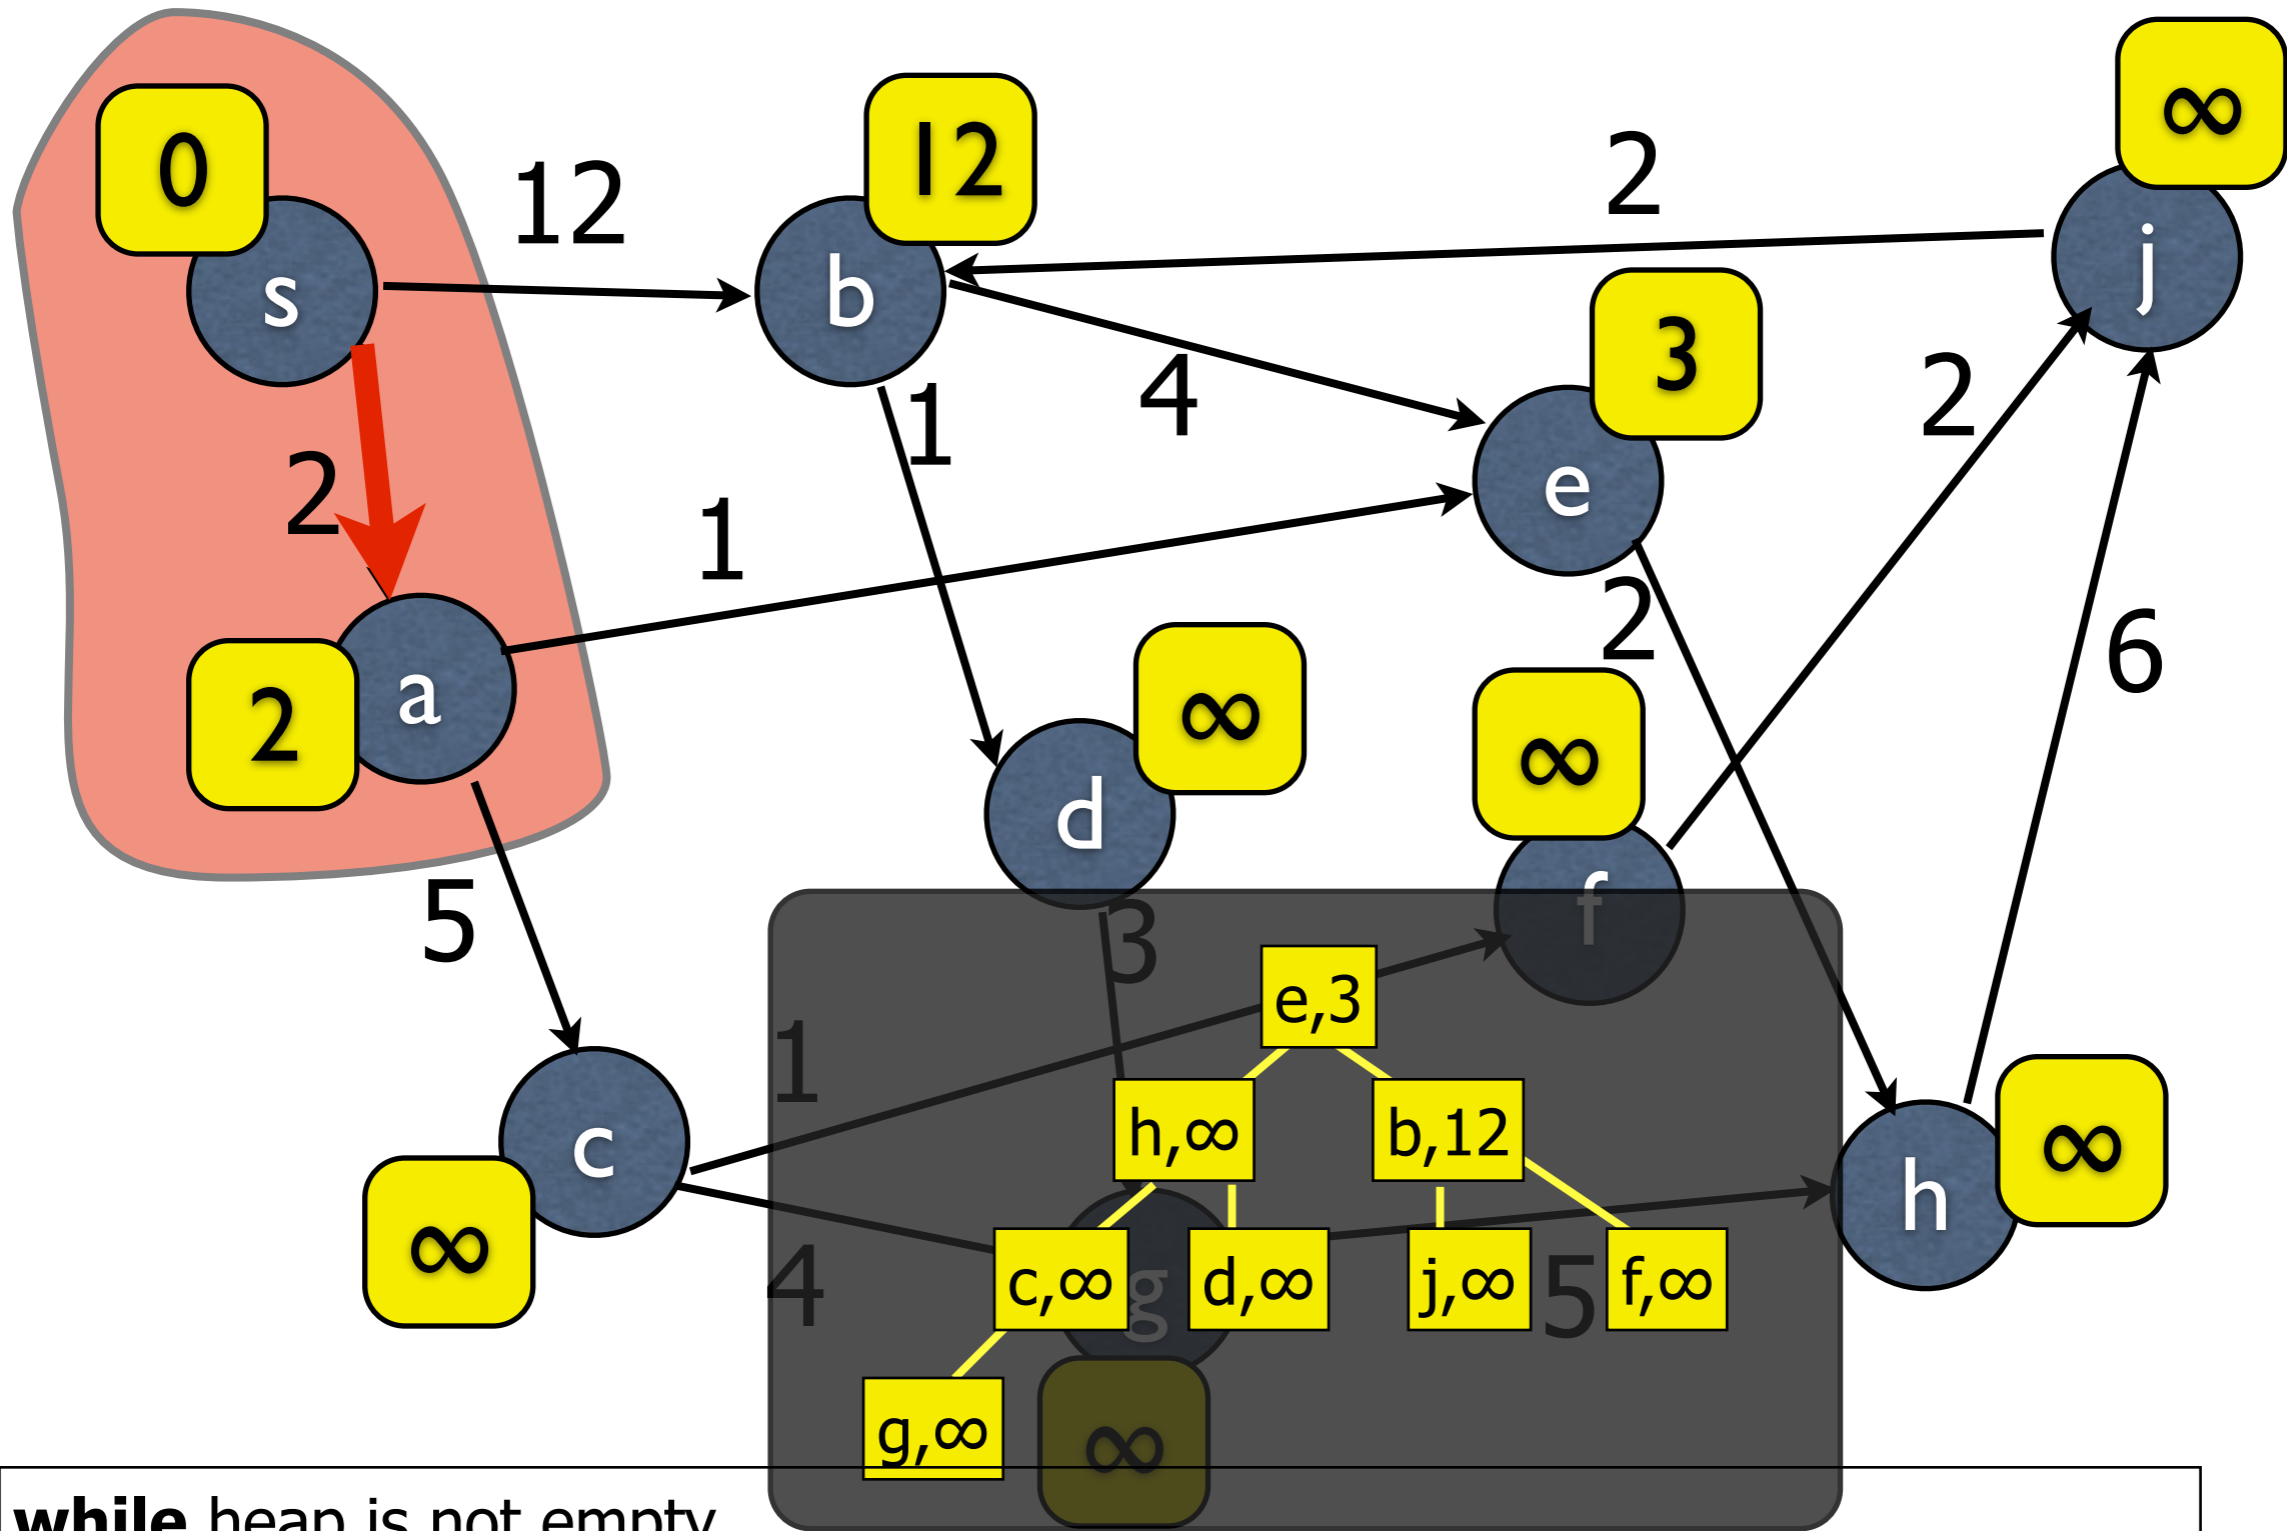 0
12
∞
12
2
s
b
j
3
4
1
2
2
e
1
2
6
2
a
∞
∞
d
f
5
3
e,3
1
h,∞
b,12
∞
c
h
∞
4
c,∞
g
d,∞
j,∞
5
f,∞
g,∞
∞
while heap is not empty